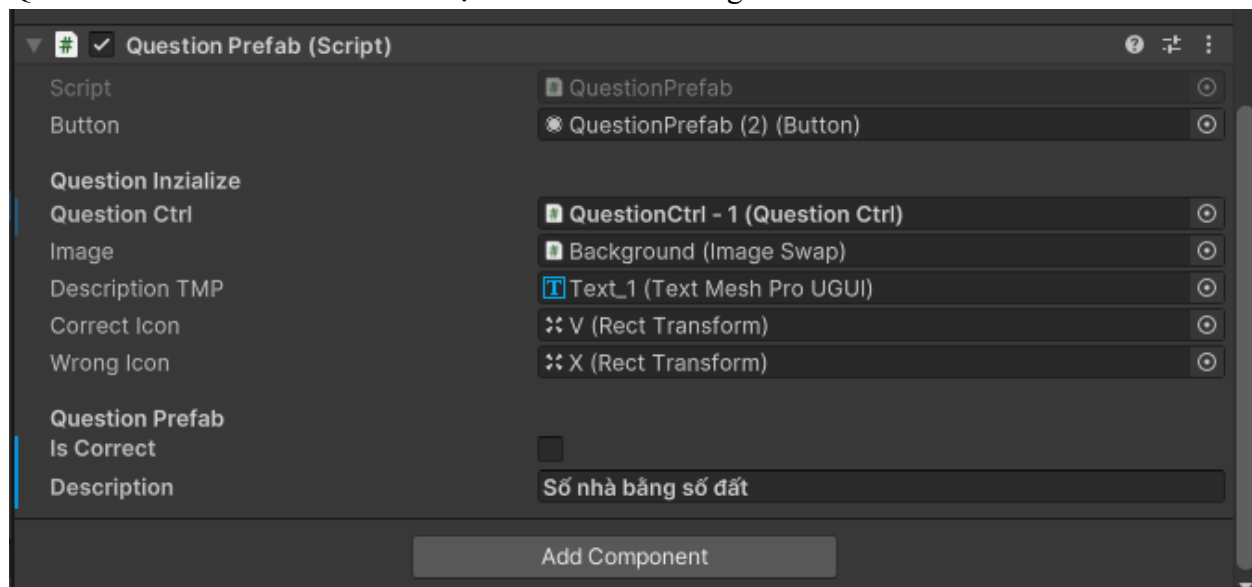 Question Prefab (Script)
Script QuestionPrefab
Button QuestionPrefab (2) (Button)
Question Inzialize
Question Ctrl QuestionCtrl - 1 (Question Ctrl)
Image Background (Image Swap)
Description TMP Text_1 (Text Mesh Pro UGUI)
Correct Icon V (Rect Transform)
Wrong Icon X (Rect Transform)
Question Prefab
Is Correct
Description Số nhà bằng số đất
Add Component